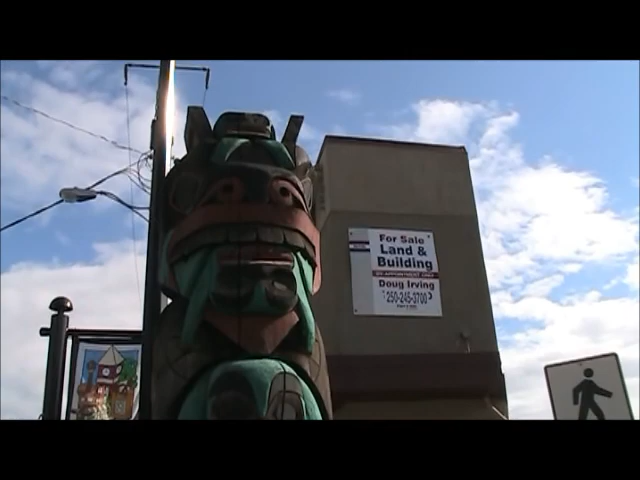 For Sale
Land &
Building
BY APPOINTMENT ONLY
Doug Irving
250-245-3700